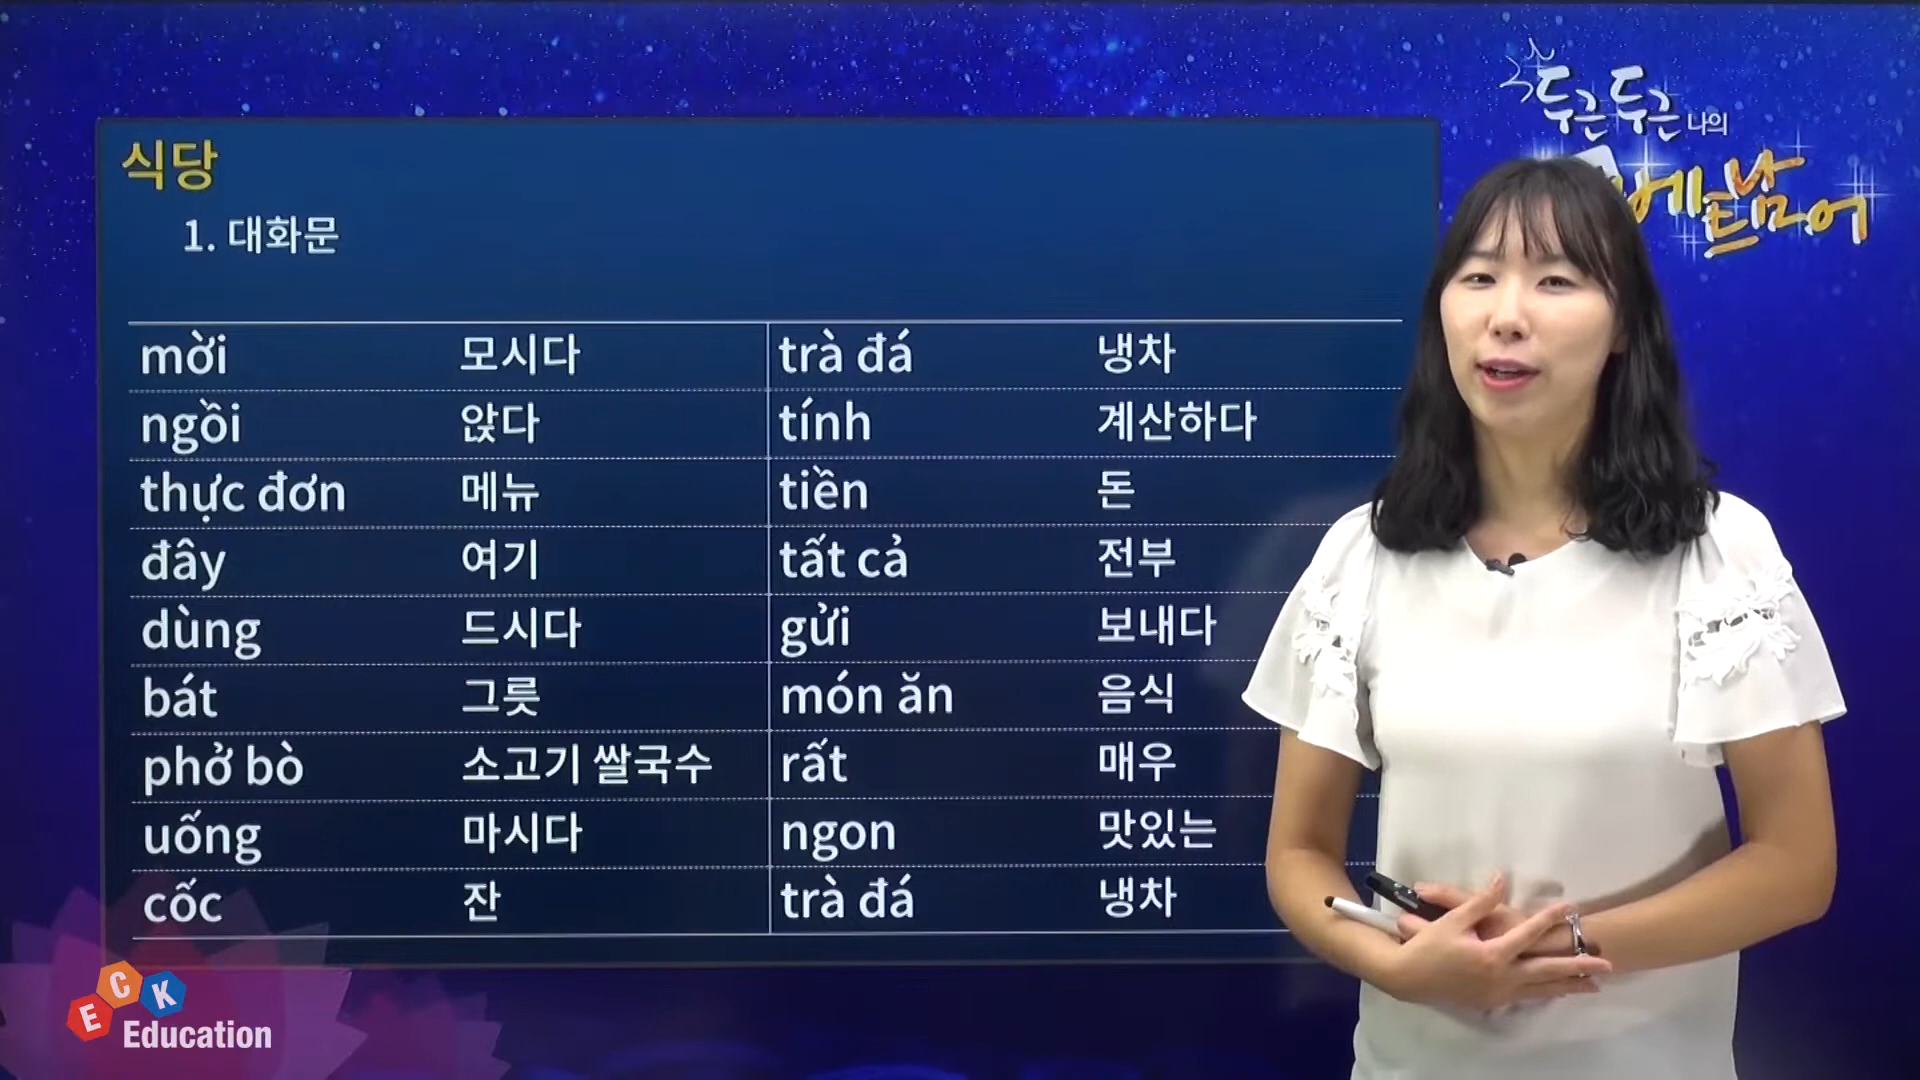 두근두근 나의
베트남어
식당
1. 대화문
mời 모시다 trà đá 냉차
ngồi 앉다 tính 계산하다
thực đơn 메뉴 tiền 돈
đây 여기 tất cả 전부
dùng 드시다 gửi 보내다
bát 그릇 món ăn 음식
phở bò 소고기 쌀국수 rất 매우
uống 마시다 ngon 맛있는
cốc 잔 trà đá 냉차
ECK
Education